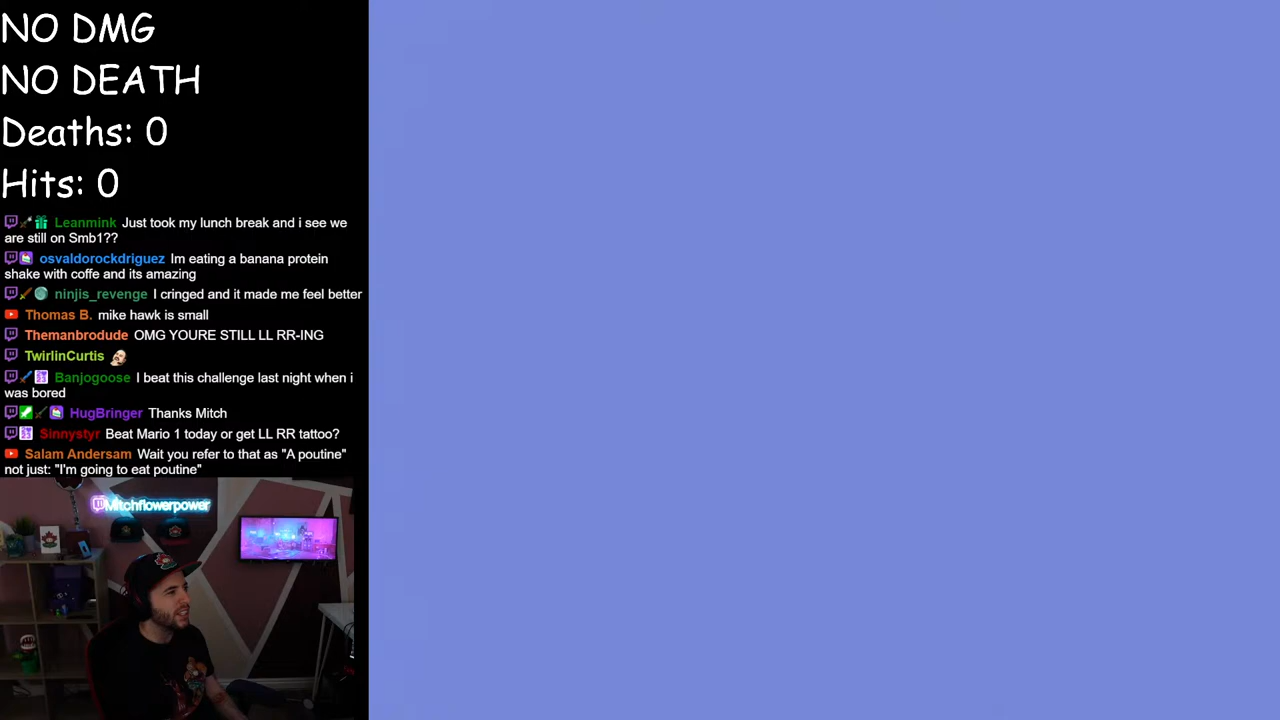 NO DMG
NO DEATH
Deaths: 0
Hits: 0
Leanmink Just took my lunch break and i see we
are still on Smb1??
osvaldorockdriguez Im eating a banana protein
shake with coffe and its amazing
ninjis_revenge I cringed and it made me feel better
Thomas B. mike hawk is small
Themanbrodude OMG YOURE STILL LL RR-ING
TwirlinCurtis
Banjogoose I beat this challenge last night when i
was bored
HugBringer Thanks Mitch
Sinnystyr Beat Mario 1 today or get LL RR tattoo?
Salam Andersam Wait you refer to that as "A poutine"
not just: "I'm going to eat poutine"
Mitchflowerpower